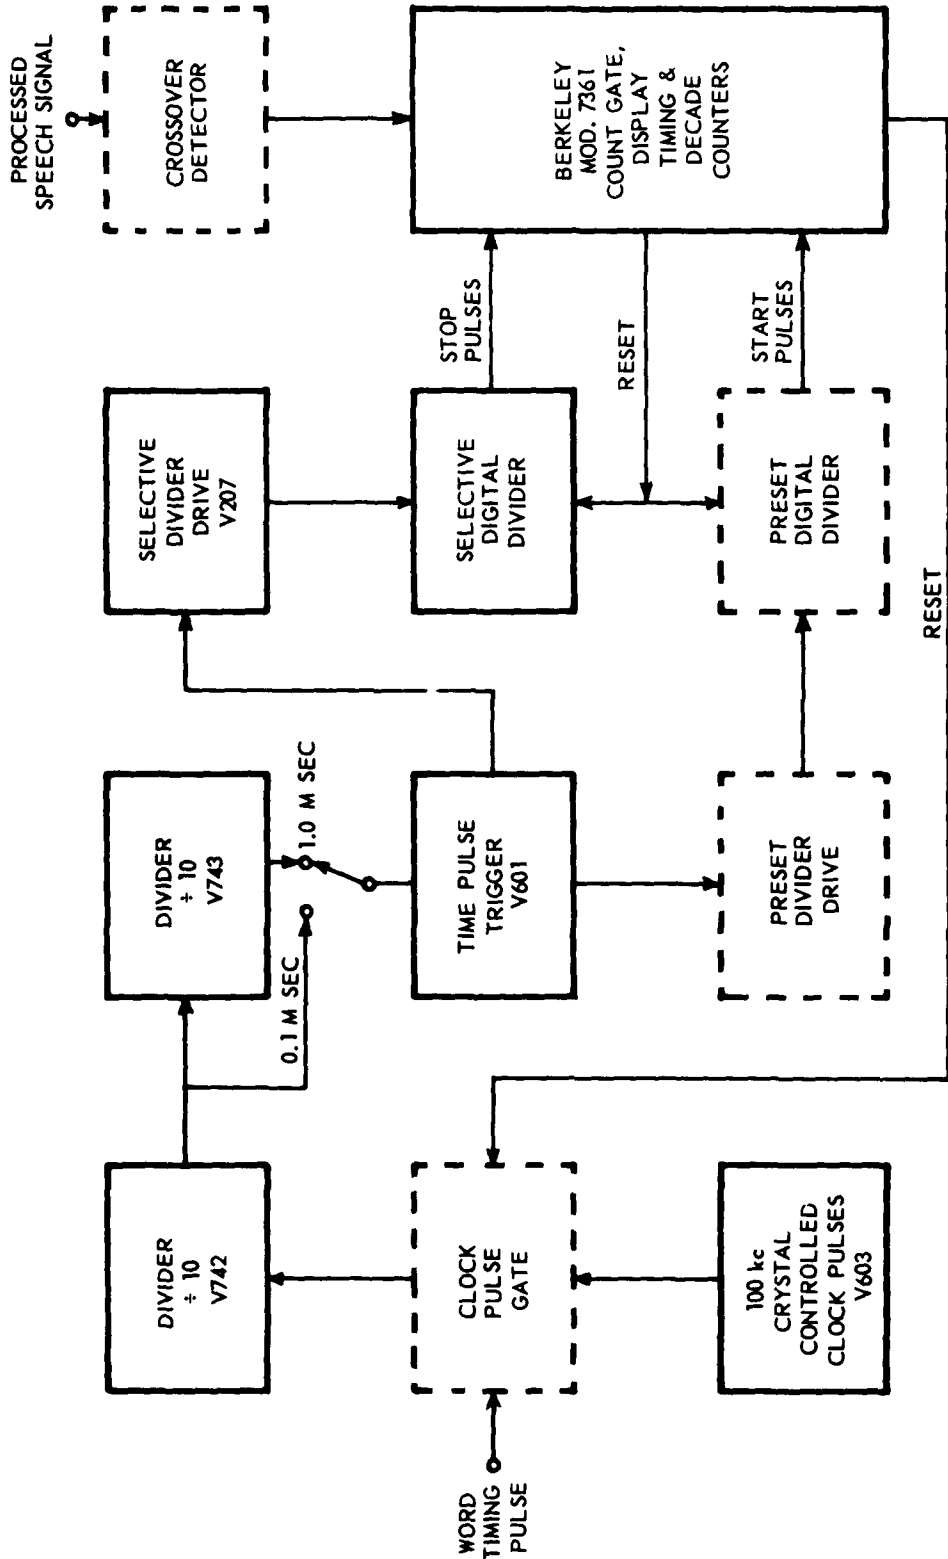 PROCESSED
SPEECH SIGNAL
CROSSOVER
DETECTOR
BERKELEY
MOD. 7361
COUNT GATE,
DISPLAY
TIMING &
DECADE
COUNTERS
STOP
PULSES
RESET
START
PULSES
SELECTIVE
DIVIDER
DRIVE
V207
SELECTIVE
DIGITAL
DIVIDER
PRESET
DIGITAL
DIVIDER
RESET
DIVIDER
÷ 10
V743
1.0 M SEC
0.1 M SEC
TIME PULSE
TRIGGER
V601
PRESET
DIVIDER
DRIVE
DIVIDER
÷ 10
V742
CLOCK
PULSE
GATE
100 kc
CRYSTAL
CONTROLLED
CLOCK PULSES
V603
WORD
TIMING
PULSE